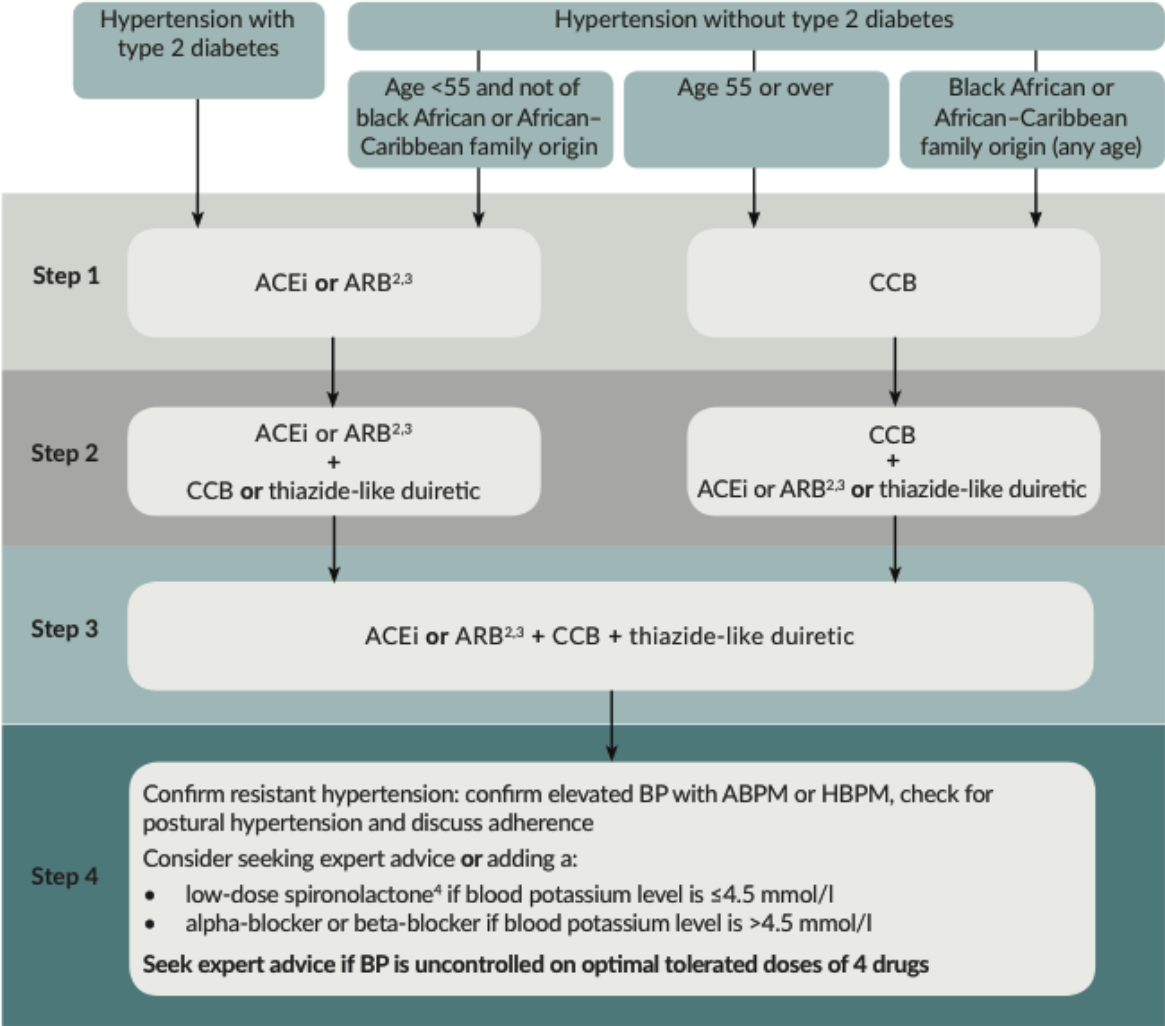 Hypertension with
type 2 diabetes
Hypertension without type 2 diabetes
Age <55 and not of
black African or African–
Caribbean family origin
Age 55 or over
Black African or
African–Caribbean
family origin (any age)
Step 1
ACEi or ARB²,³
CCB
Step 2
ACEi or ARB²,³
+
CCB or thiazide-like duiretic
CCB
+
ACEi or ARB²,³ or thiazide-like duiretic
Step 3
ACEi or ARB²,³ + CCB + thiazide-like duiretic
Step 4
Confirm resistant hypertension: confirm elevated BP with ABPM or HBPM, check for
postural hypertension and discuss adherence
Consider seeking expert advice or adding a:
• low-dose spironolactone⁴ if blood potassium level is ≤4.5 mmol/l
• alpha-blocker or beta-blocker if blood potassium level is >4.5 mmol/l
Seek expert advice if BP is uncontrolled on optimal tolerated doses of 4 drugs